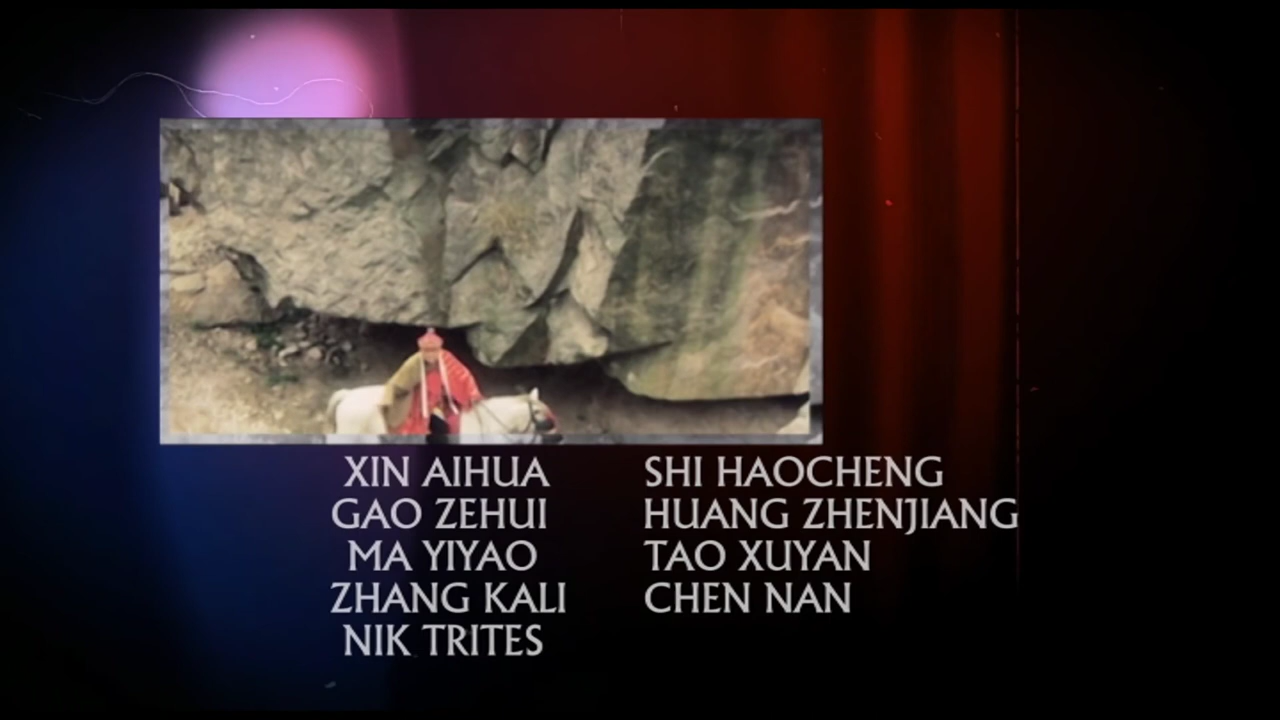 XIN AIHUA SHI HAOCHENG
GAO ZEHUI HUANG ZHENJIANG
MA YIYAO TAO XUYAN
ZHANG KALI CHEN NAN
NIK TRITES